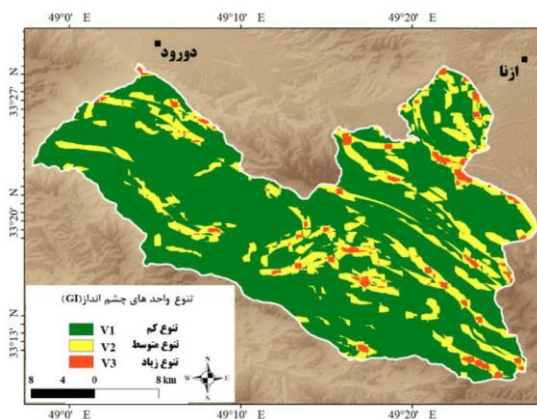 49°0' E
49°10' E
49°20' E
33°27' N
33°20' N
33°13' N
دورود
ازنا
تنوع واحد های چشم انداز(GI)
V1 تنوع کم
V2 تنوع متوسط
V3 تنوع زیاد
8 4 0 8 km
N
W E
S
49°0' E
49°10' E
49°20' E